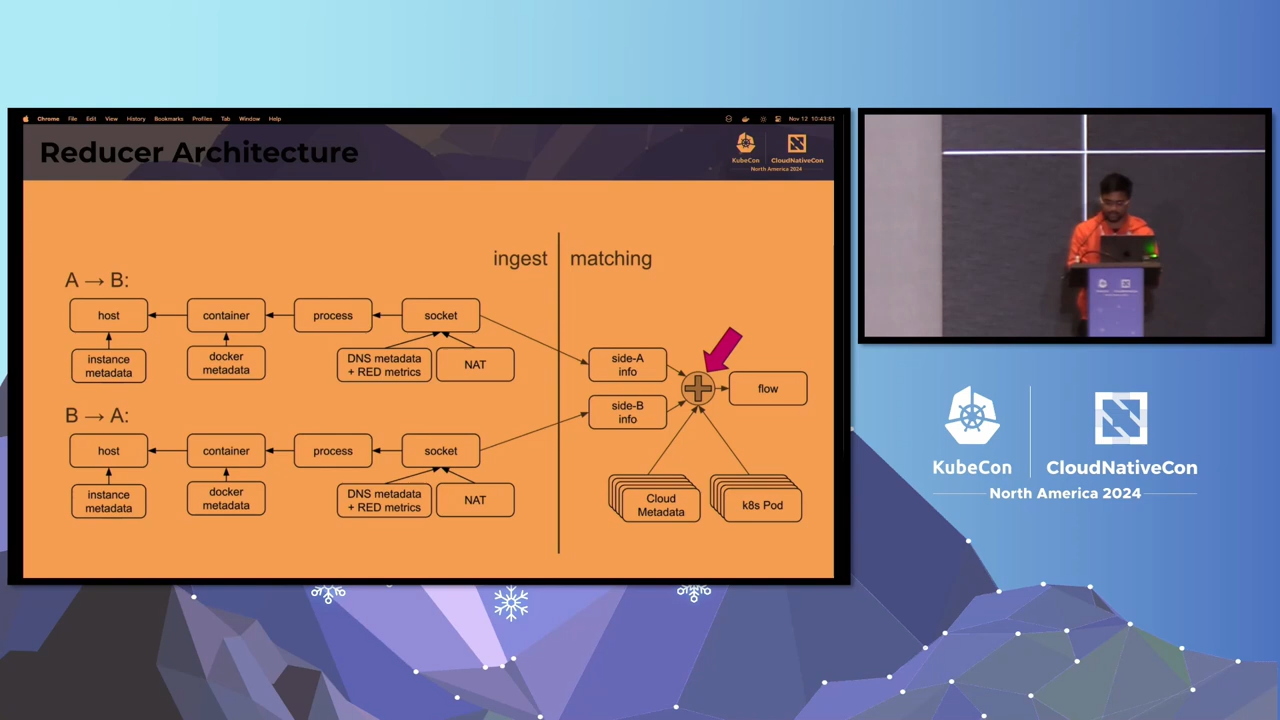 Chrome File Edit View History Bookmarks Profiles Tab Window Help
Nov 12 10:43:51
Reducer Architecture
KubeCon CloudNativeCon
North America 2024
ingest matching
A → B:
host
container
process
socket
instance
metadata
docker
metadata
DNS metadata
+ RED metrics
NAT
side-A
info
side-B
info
flow
B → A:
host
container
process
socket
instance
metadata
docker
metadata
DNS metadata
+ RED metrics
NAT
Cloud
Metadata
k8s Pod
KubeCon CloudNativeCon
North America 2024